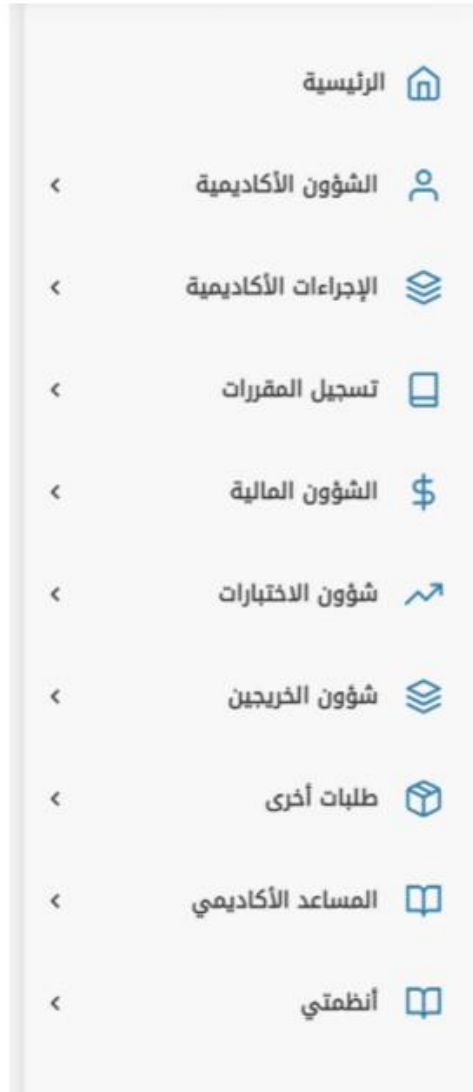 الرئيسية
الشؤون الأكاديمية
الإجراءات الأكاديمية
تسجيل المقررات
الشؤون المالية
شؤون الاختبارات
شؤون الخريجين
طلبات أخرى
المساعد الأكاديمي
أنظمتي